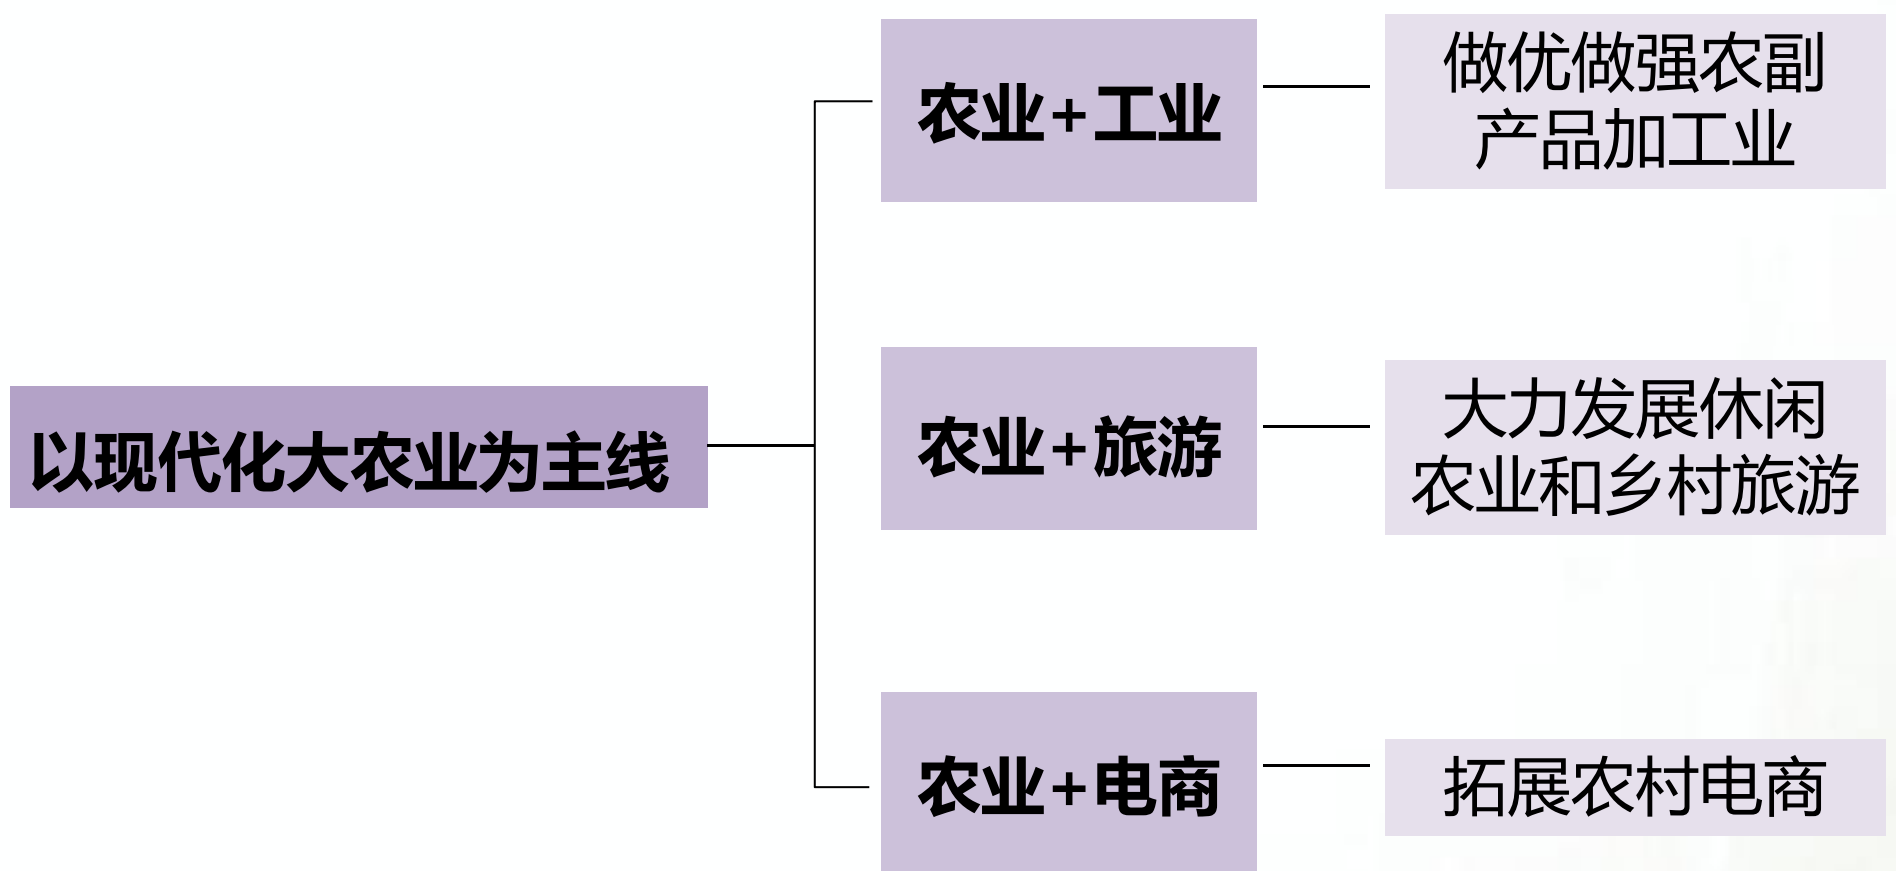 以现代化大农业为主线
农业+工业
做优做强农副
产品加工业
农业+旅游
大力发展休闲
农业和乡村旅游
农业+电商
拓展农村电商